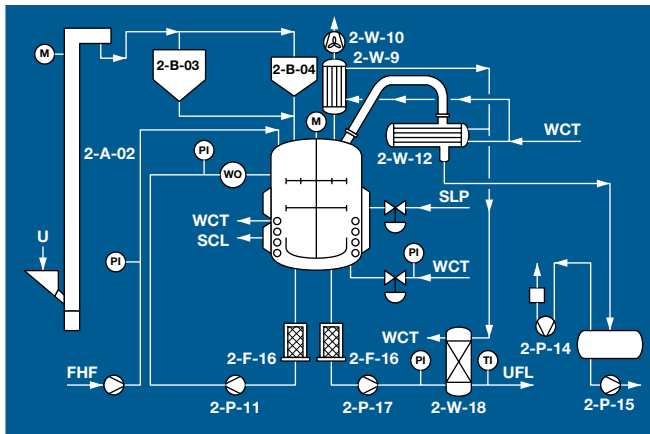 2-W-10
M
2-W-9
2-B-03
2-B-04
M
WCT
2-W-12
PI
2-A-02
WO
SLP
WCT
U
SCL
PI
WCT
PI
2-P-14
WCT
2-F-16
2-F-16
PI
TI
FHF
UFL
2-P-11
2-P-17
2-W-18
2-P-15